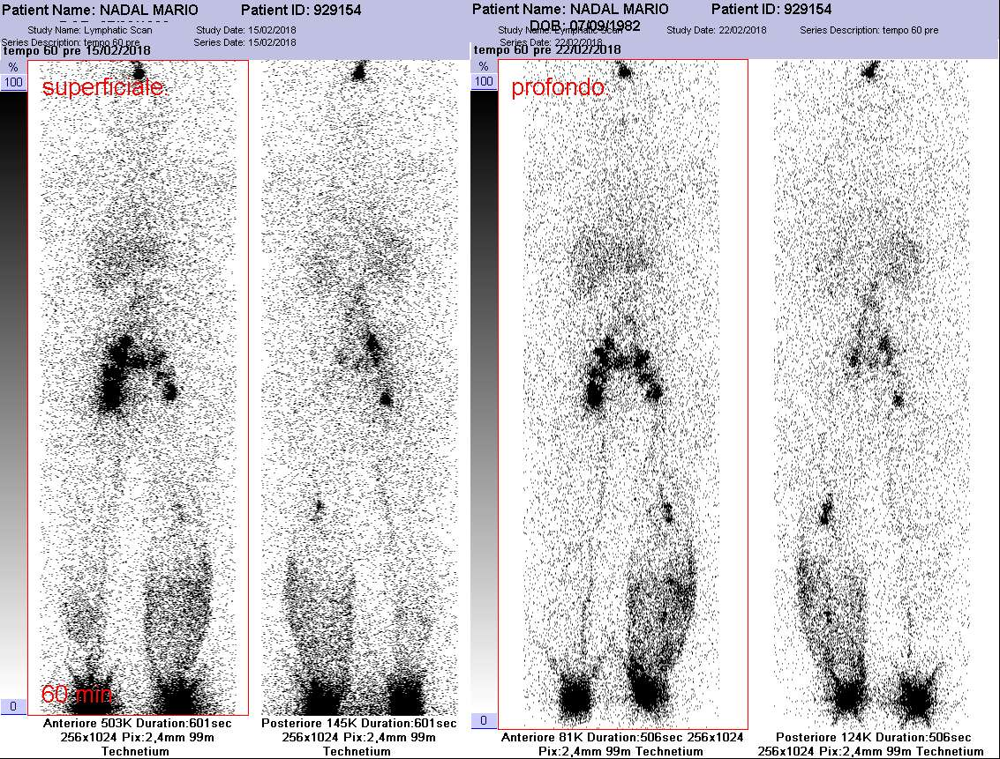 Patient Name: NADAL MARIO Patient ID: 929154
Study Name: Lymphatic Scan Study Date: 15/02/2018
Series Description: tempo 60 pre Series Date: 15/02/2018
tempo 60 pre 15/02/2018
%
100
superficiale.
60 min
0
Anteriore 503K Duration:601sec
256x1024 Pix:2,4mm 99m
Technetium
Posteriore 145K Duration:601sec
256x1024 Pix:2,4mm 99m
Technetium
Patient Name: NADAL MARIO Patient ID: 929154
DOB: 07/09/1982
Study Name: Lymphatic Scan Study Date: 22/02/2018 Series Description: tempo 60 pre
Series Date: 22/02/2018
tempo 60 pre 22/02/2018
%
100
profondo.
0
Anteriore 81K Duration:506sec 256x1024
Pix:2,4mm 99m Technetium
Posteriore 124K Duration:506sec
256x1024 Pix:2,4mm 99m Technetium